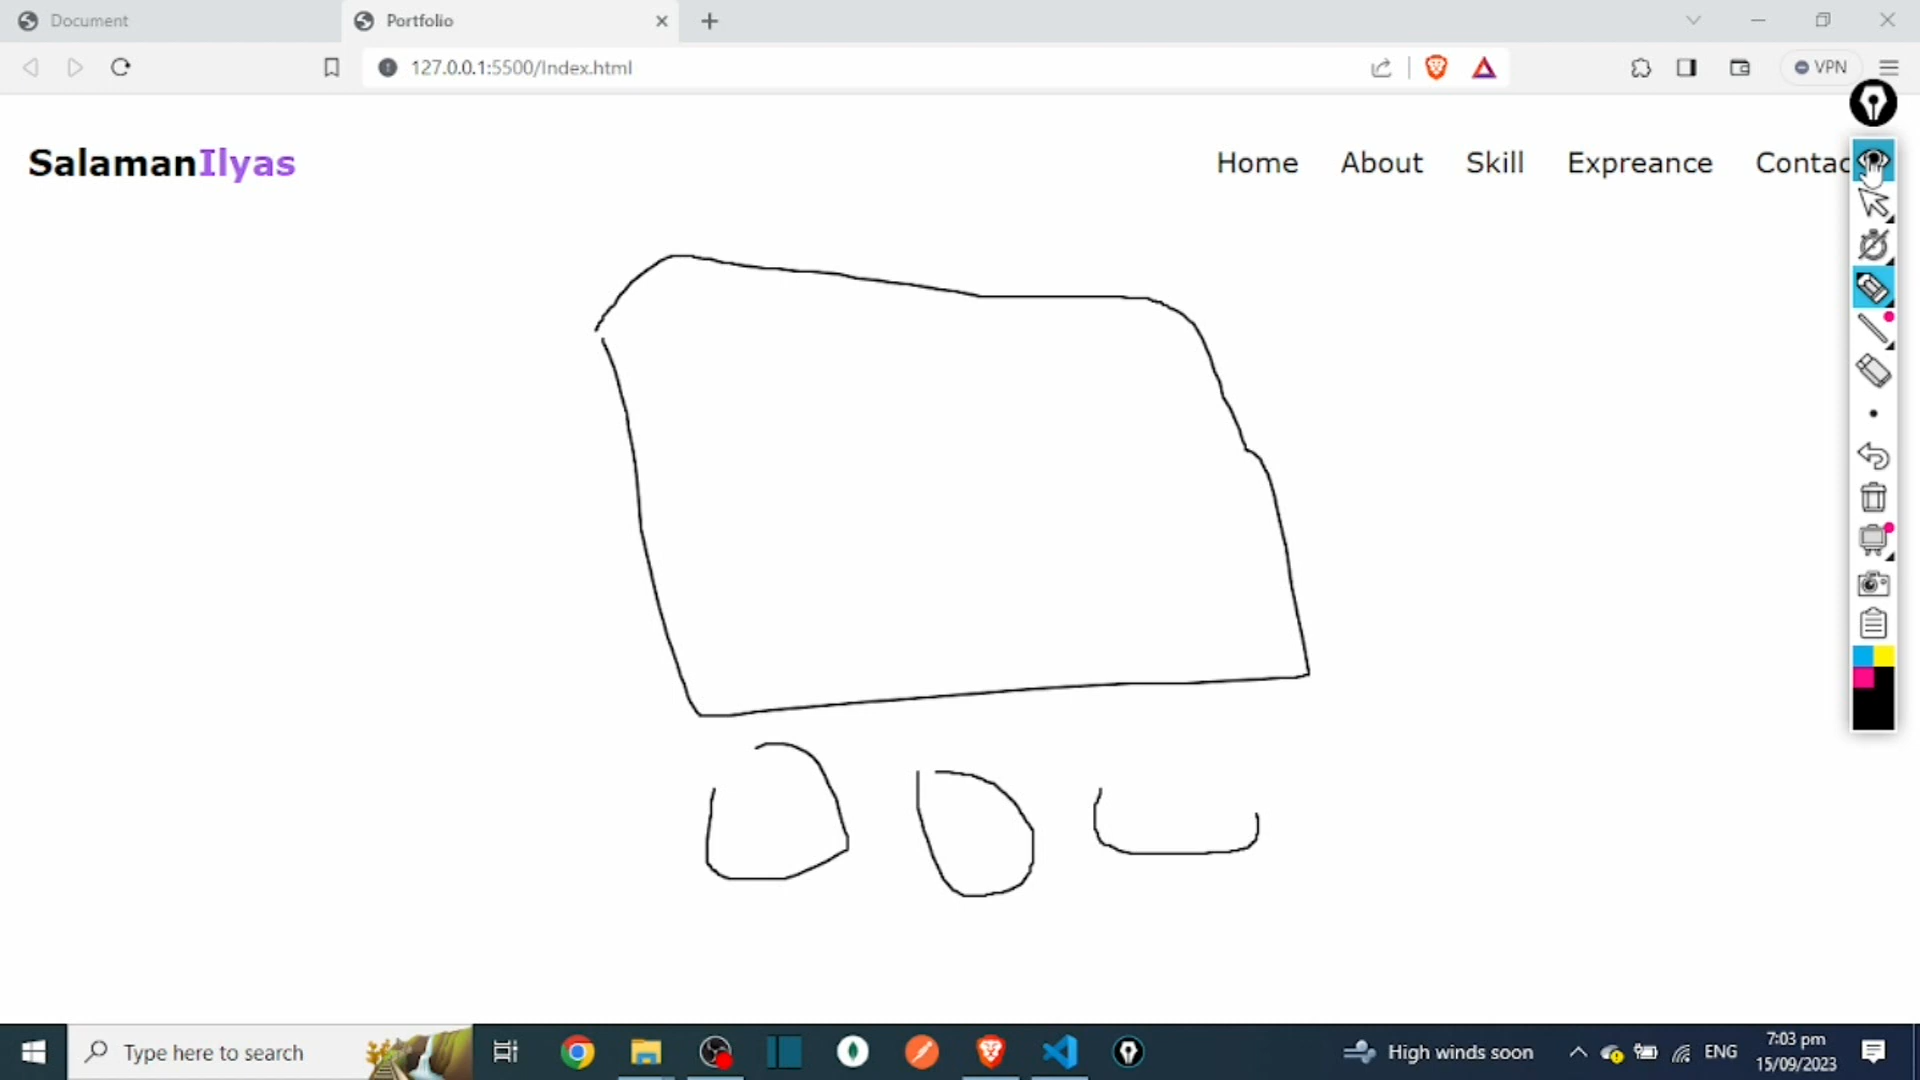 Document
Portfolio
127.0.0.1:5500/Index.html
VPN
SalamanIlyas
Home About Skill Expreance Contac
Type here to search
High winds soon
ENG
7:03 pm
15/09/2023